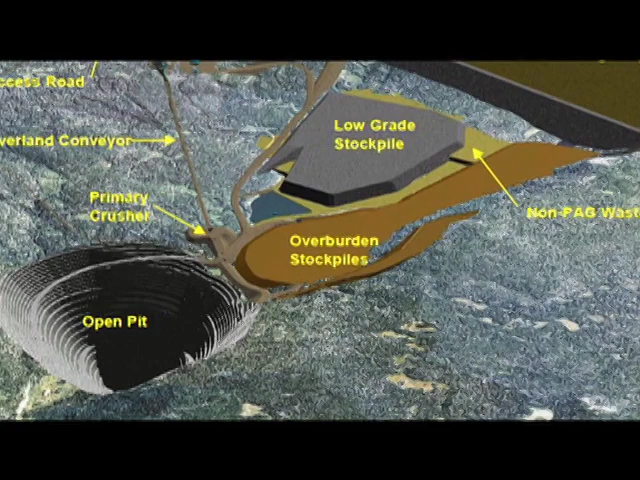 ccess Road
Low Grade
Stockpile
verland Conveyor
Primary
Crusher
Non-PAG Wast
Overburden
Stockpiles
Open Pit